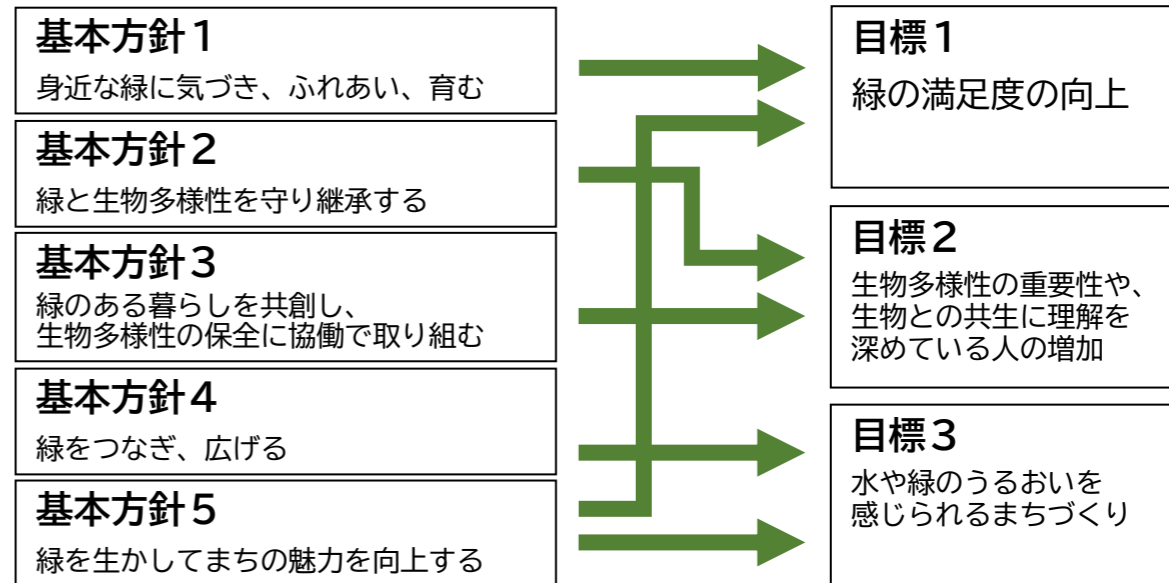 基本方針1
身近な緑に気づき、ふれあい、育む
基本方針2
緑と生物多様性を守り継承する
基本方針3
緑のある暮らしを共創し、
生物多様性の保全に協働で取り組む
基本方針4
緑をつなぎ、広げる
基本方針5
緑を生かしてまちの魅力を向上する
目標1
緑の満足度の向上
目標2
生物多様性の重要性や、
生物との共生に理解を
深めている人の増加
目標3
水や緑のうるおいを
感じられるまちづくり